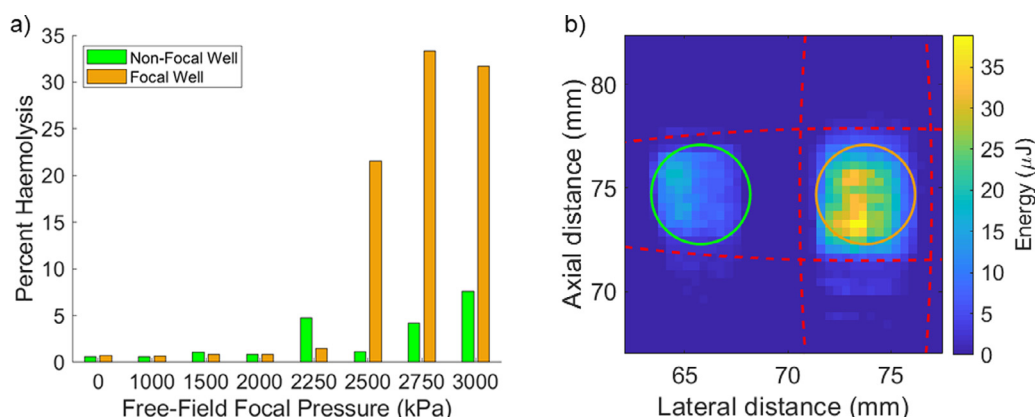 a)
35
30
25
20
15
10
5
0
Percent Haemolysis
Non-Focal Well
Focal Well
0 1000 1500 2000 2250 2500 2750 3000
Free-Field Focal Pressure (kPa)
b)
80
75
70
Axial distance (mm)
65 70 75
Lateral distance (mm)
35
30
25
20
15
10
5
0
Energy (μJ)